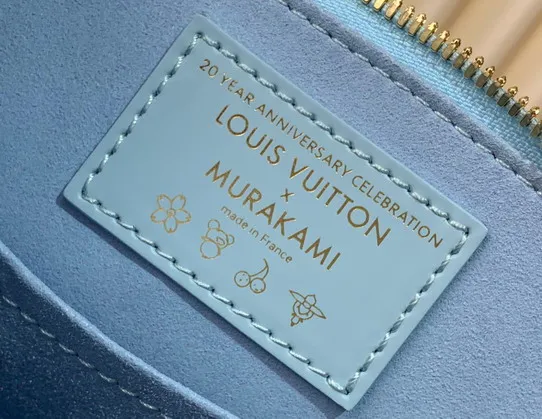 20 YEAR ANNIVERSARY CELEBRATION
LOUIS VUITTON
×
MURAKAMI
made in France